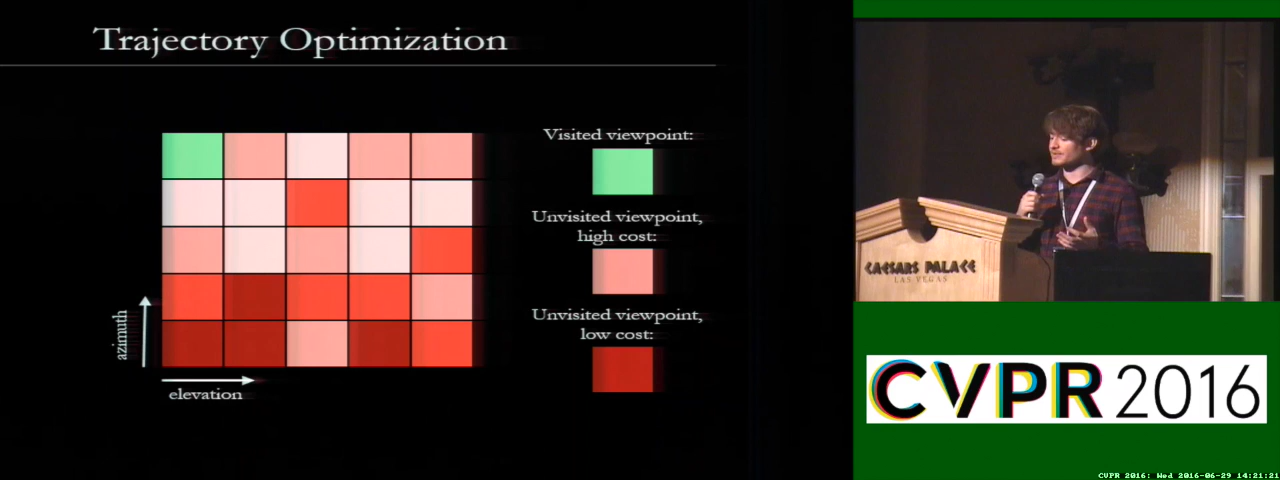 Trajectory Optimization
Visited viewpoint:
Unvisited viewpoint,
high cost:
Unvisited viewpoint,
low cost:
azimuth
elevation
CAESARS PALACE
LAS VEGAS
CVPR 2016
CVPR 2016: Wed 2016-06-29 14:21:21